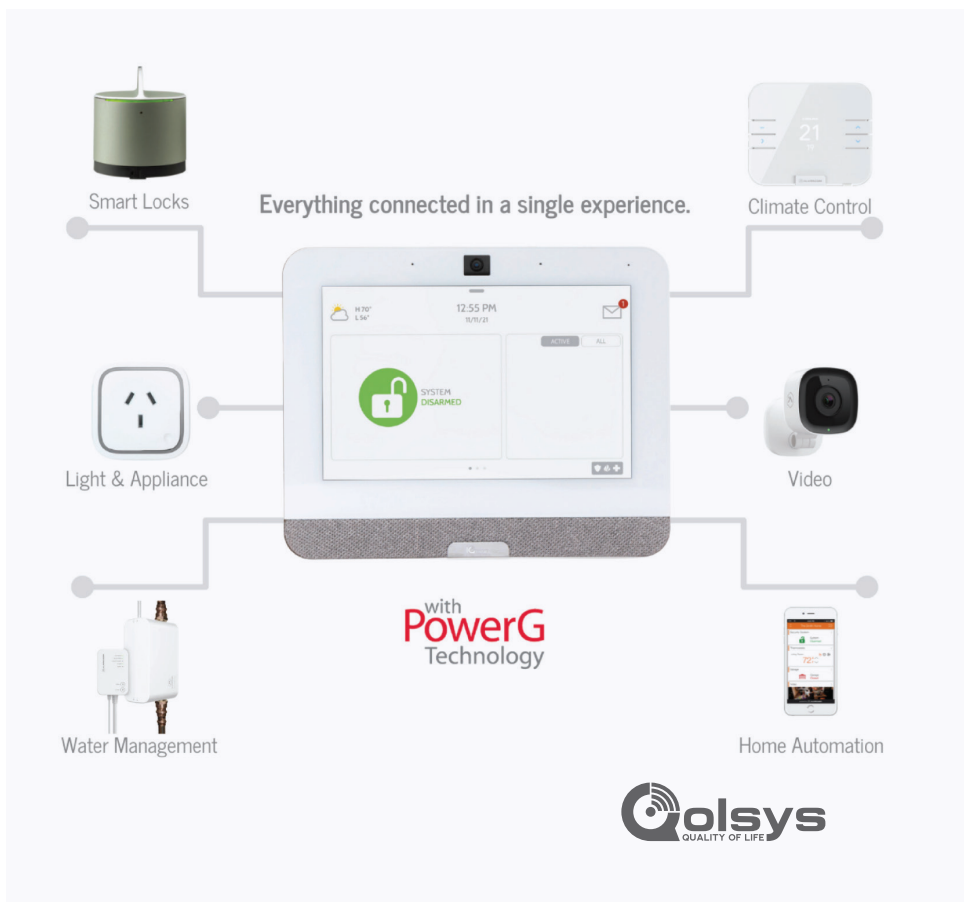 Smart Locks
Everything connected in a single experience.
21
Climate Control
H 70°
L 56°
12:55 PM
11/11/21
1
ACTIVE
ALL
SYSTEM
DISARMED
Light & Appliance
Video
with
PowerG
Technology
Water Management
Home Automation
Qolsys
QUALITY OF LIFE